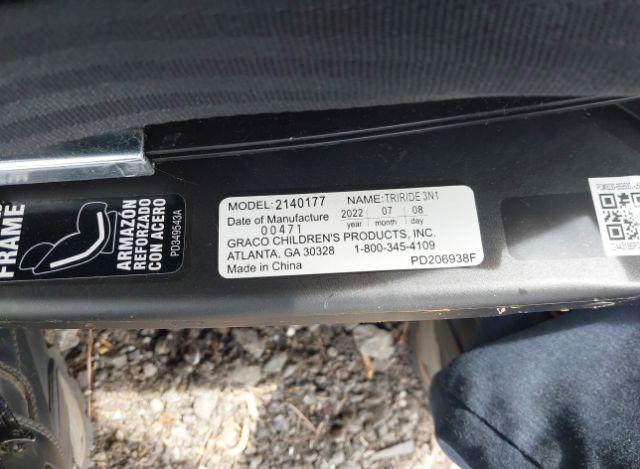 FRAME
ARMAZÓN
REFORZADO
CON ACERO
PD349543A
MODEL: 2140177 NAME: TRIRIDE 3N1
Date of Manufacture 2022 07 08
00471 year month day
GRACO CHILDREN'S PRODUCTS, INC.
ATLANTA, GA 30328 1-800-345-4109
Made in China PD206938F